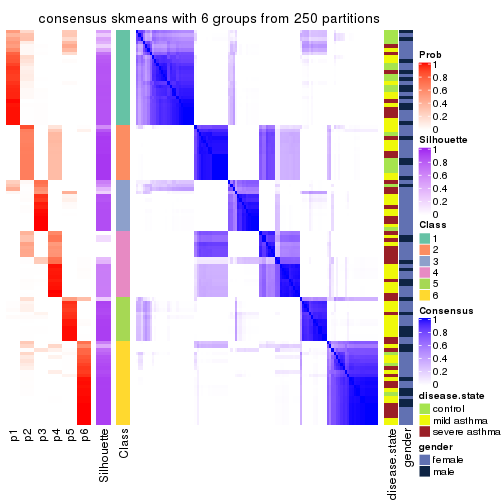 consensus skmeans with 6 groups from 250 partitions
Prob
1
0.8
0.6
0.4
0.2
0
Silhouette
1
0.8
0.6
0.4
0.2
0
Class
1
2
3
4
5
6
Consensus
1
0.8
0.6
0.4
0.2
0
disease.state
control
mild asthma
severe asthma
gender
female
male
p1
p2
p3
p4
p5
p6
Silhouette
Class
disease.state
gender